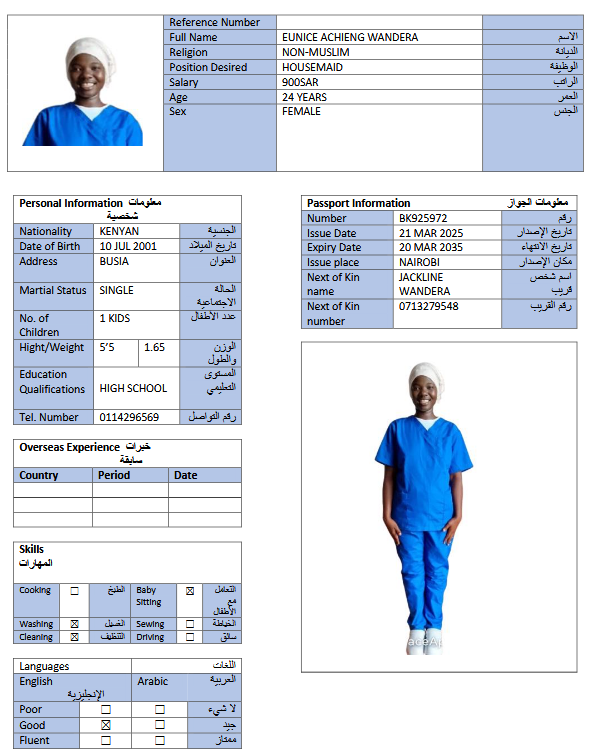 Reference Number
Full Name EUNICE ACHIENG WANDERA الاسم
Religion NON-MUSLIM الديانة
Position Desired HOUSEMAID الوظيفة
Salary 900SAR الراتب
Age 24 YEARS العمر
Sex FEMALE الجنس
Personal Information معلومات
شخصية
Nationality KENYAN الجنسية
Date of Birth 10 JUL 2001 تاريخ الميلاد
Address BUSIA العنوان
Martial Status SINGLE الحالة
الاجتماعية
No. of 1 KIDS عدد الأطفال
Children
Hight/Weight 5'5 1.65 الوزن
والطول
Education المستوى
Qualifications HIGH SCHOOL التعليمي
Tel. Number 0114296569 رقم التواصل
Overseas Experience خبرات
سابقة
Country Period Date
Skills
المهارات
Cooking ☐ الطبخ Baby ☒ التعامل
Sitting مع
الأطفال
Washing ☒ الغسيل Sewing ☐ الخياطة
Cleaning ☒ التنظيف Driving ☐ سائق
Languages اللغات
English Arabic العربية
الإنجليزية
Poor ☐ ☐ لا شيء
Good ☒ ☐ جيد
Fluent ☐ ☐ ممتاز
Passport Information معلومات الجواز
Number BK925972 رقم
Issue Date 21 MAR 2025 تاريخ الإصدار
Expiry Date 20 MAR 2035 تاريخ الانتهاء
Issue place NAIROBI مكان الإصدار
Next of Kin JACKLINE اسم شخص
name WANDERA قريب
Next of Kin 0713279548 رقم القريب
number